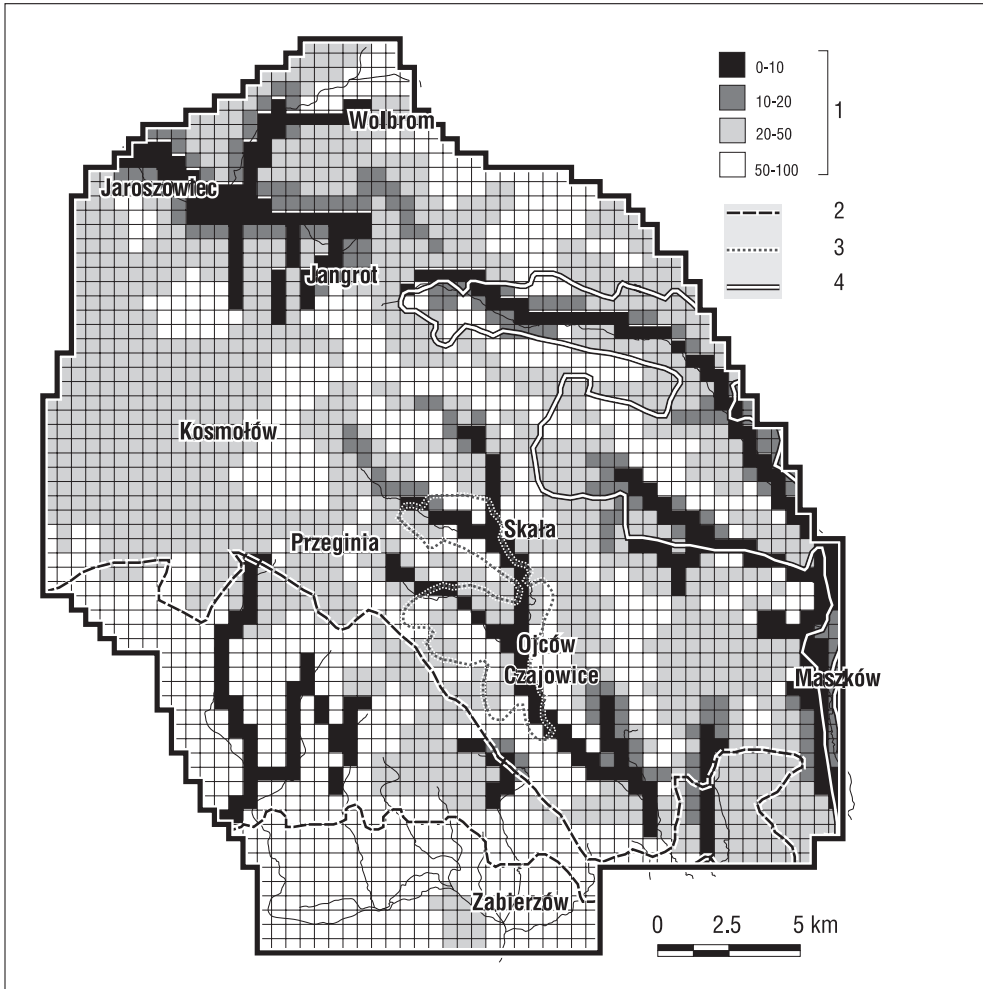 0-10
10-20
20-50
50-100
1
2
3
4
Wolbrom
Jaroszowiec
Jangrot
Kosmołów
Skała
Przeginia
Ojców
Czajowice
Maszków
Zabierzów
0 2.5 5 km